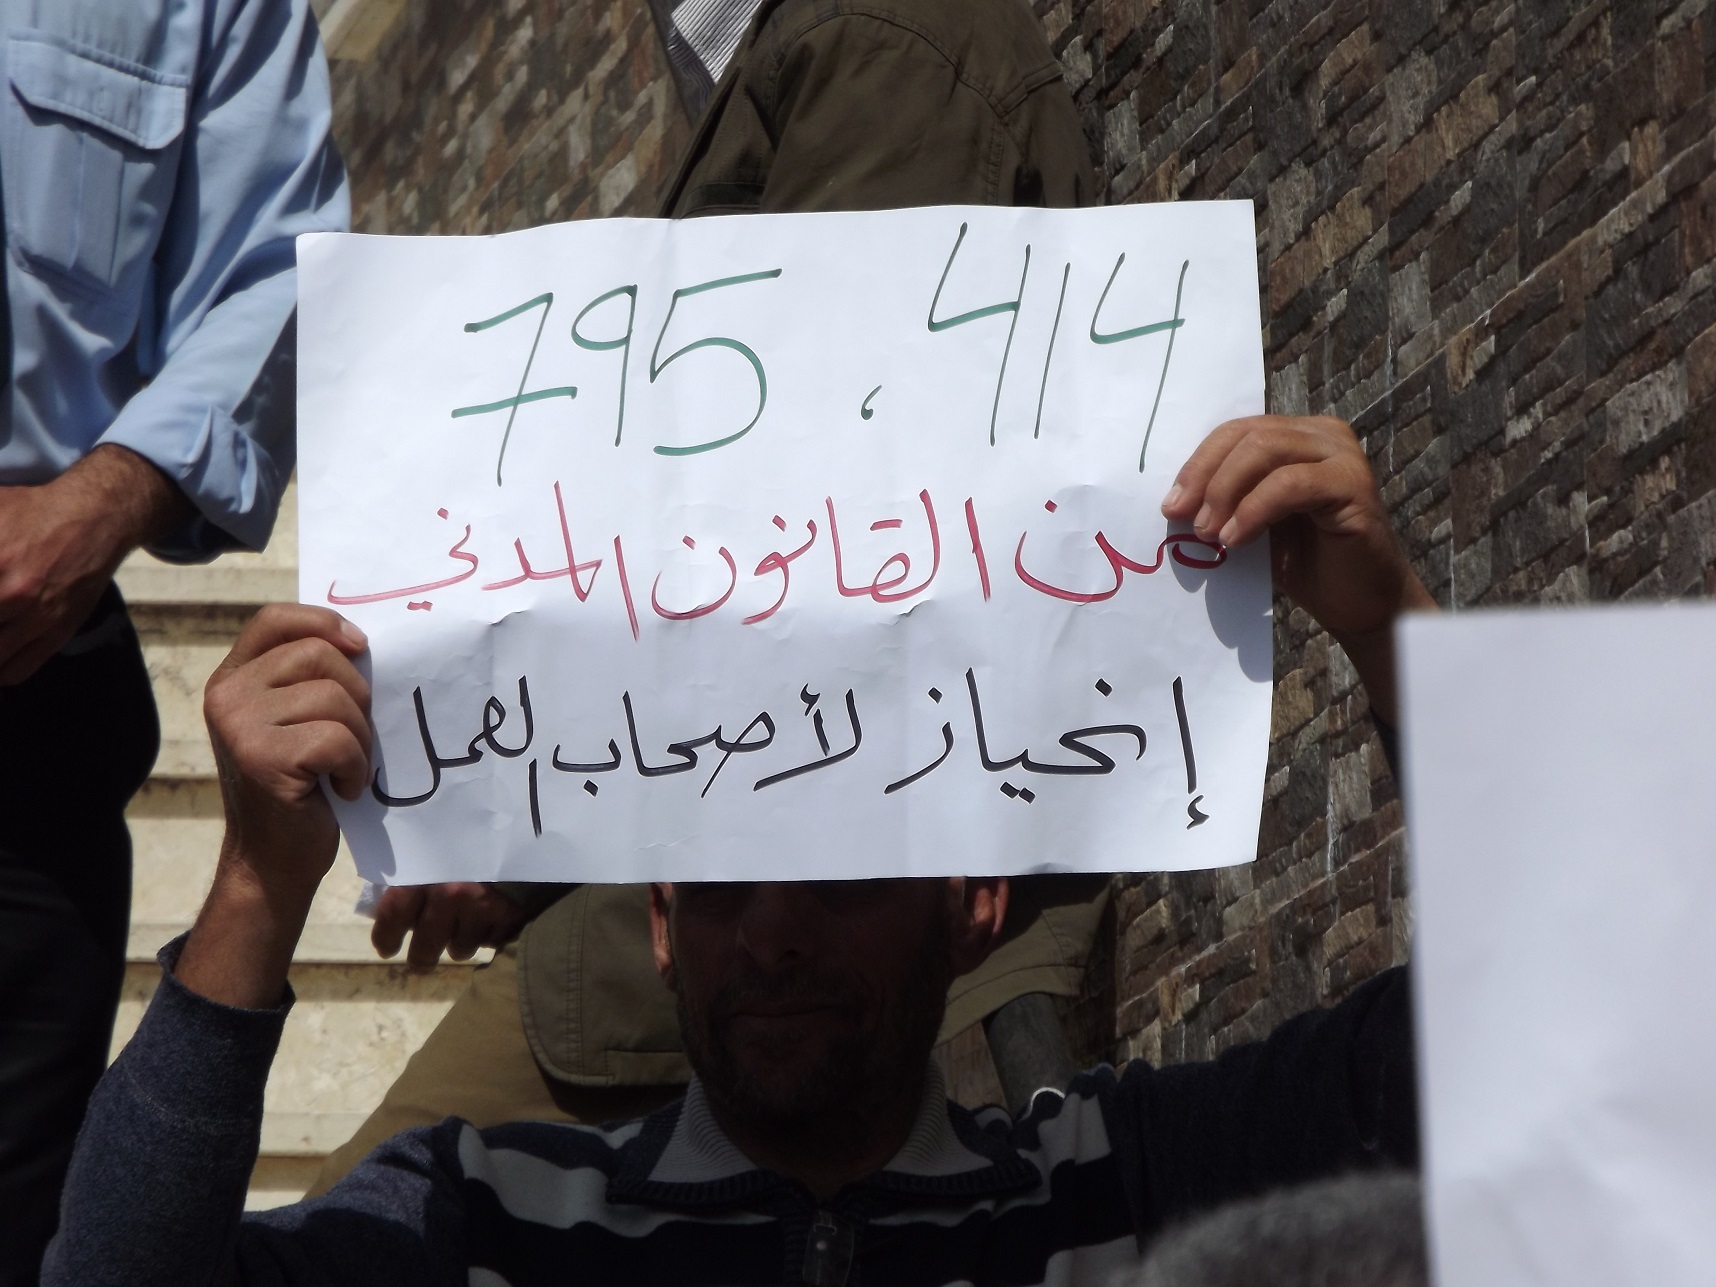 414 ، 795
من القانون المدني
إنحياز لأصحاب العمل